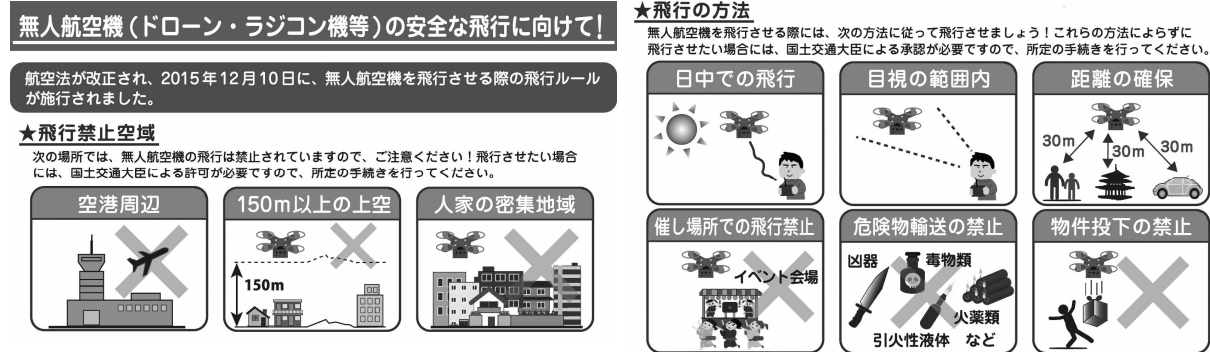 無人航空機(ドローン・ラジコン機等)の安全な飛行に向けて!
航空法が改正され、2015年12月10日に、無人航空機を飛行させる際の飛行ルール
が施行されました。
★飛行禁止空域
次の場所では、無人航空機の飛行は禁止されていますので、ご注意ください!飛行させたい場合
には、国土交通大臣による許可が必要ですので、所定の手続きを行ってください。
空港周辺
150m以上の上空
150m
人家の密集地域
★飛行の方法
無人航空機を飛行させる際には、次の方法に従って飛行させましょう!これらの方法によらずに
飛行させたい場合には、国土交通大臣による承認が必要ですので、所定の手続きを行ってください。
日中での飛行
目視の範囲内
距離の確保
30m
30m
30m
催し場所での飛行禁止
イベント会場
危険物輸送の禁止
凶器
毒物類
火薬類
引火性液体 など
物件投下の禁止